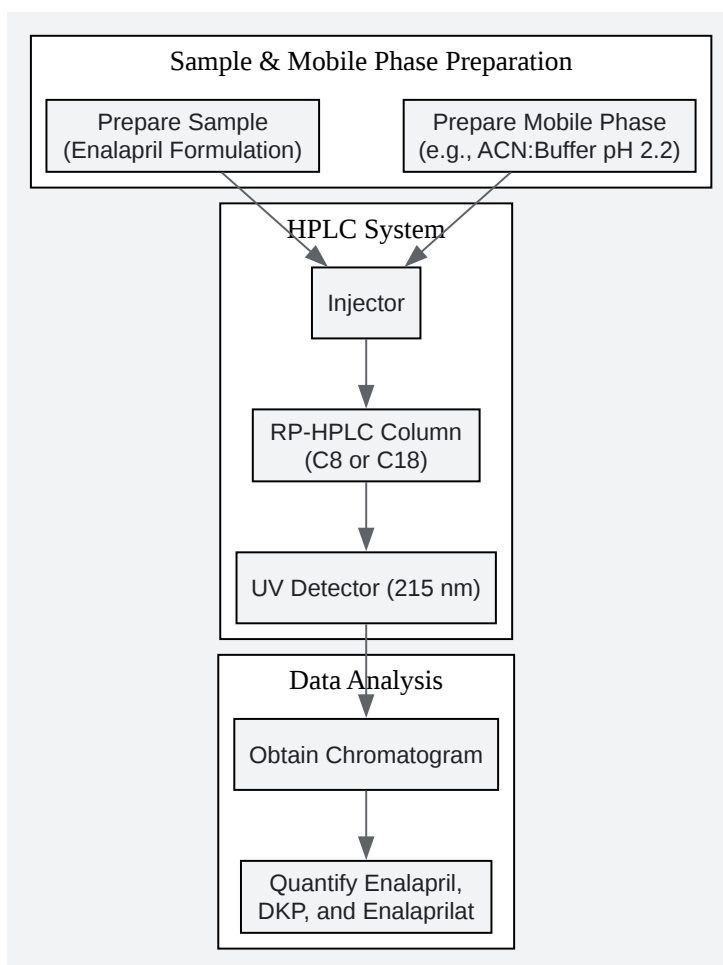 Sample & Mobile Phase Preparation
Prepare Sample
(Enalapril Formulation)
Prepare Mobile Phase
(e.g., ACN:Buffer pH 2.2)
HPLC System
Injector
RP-HPLC Column
(C8 or C18)
UV Detector (215 nm)
Data Analysis
Obtain Chromatogram
Quantify Enalapril,
DKP, and Enalaprilat